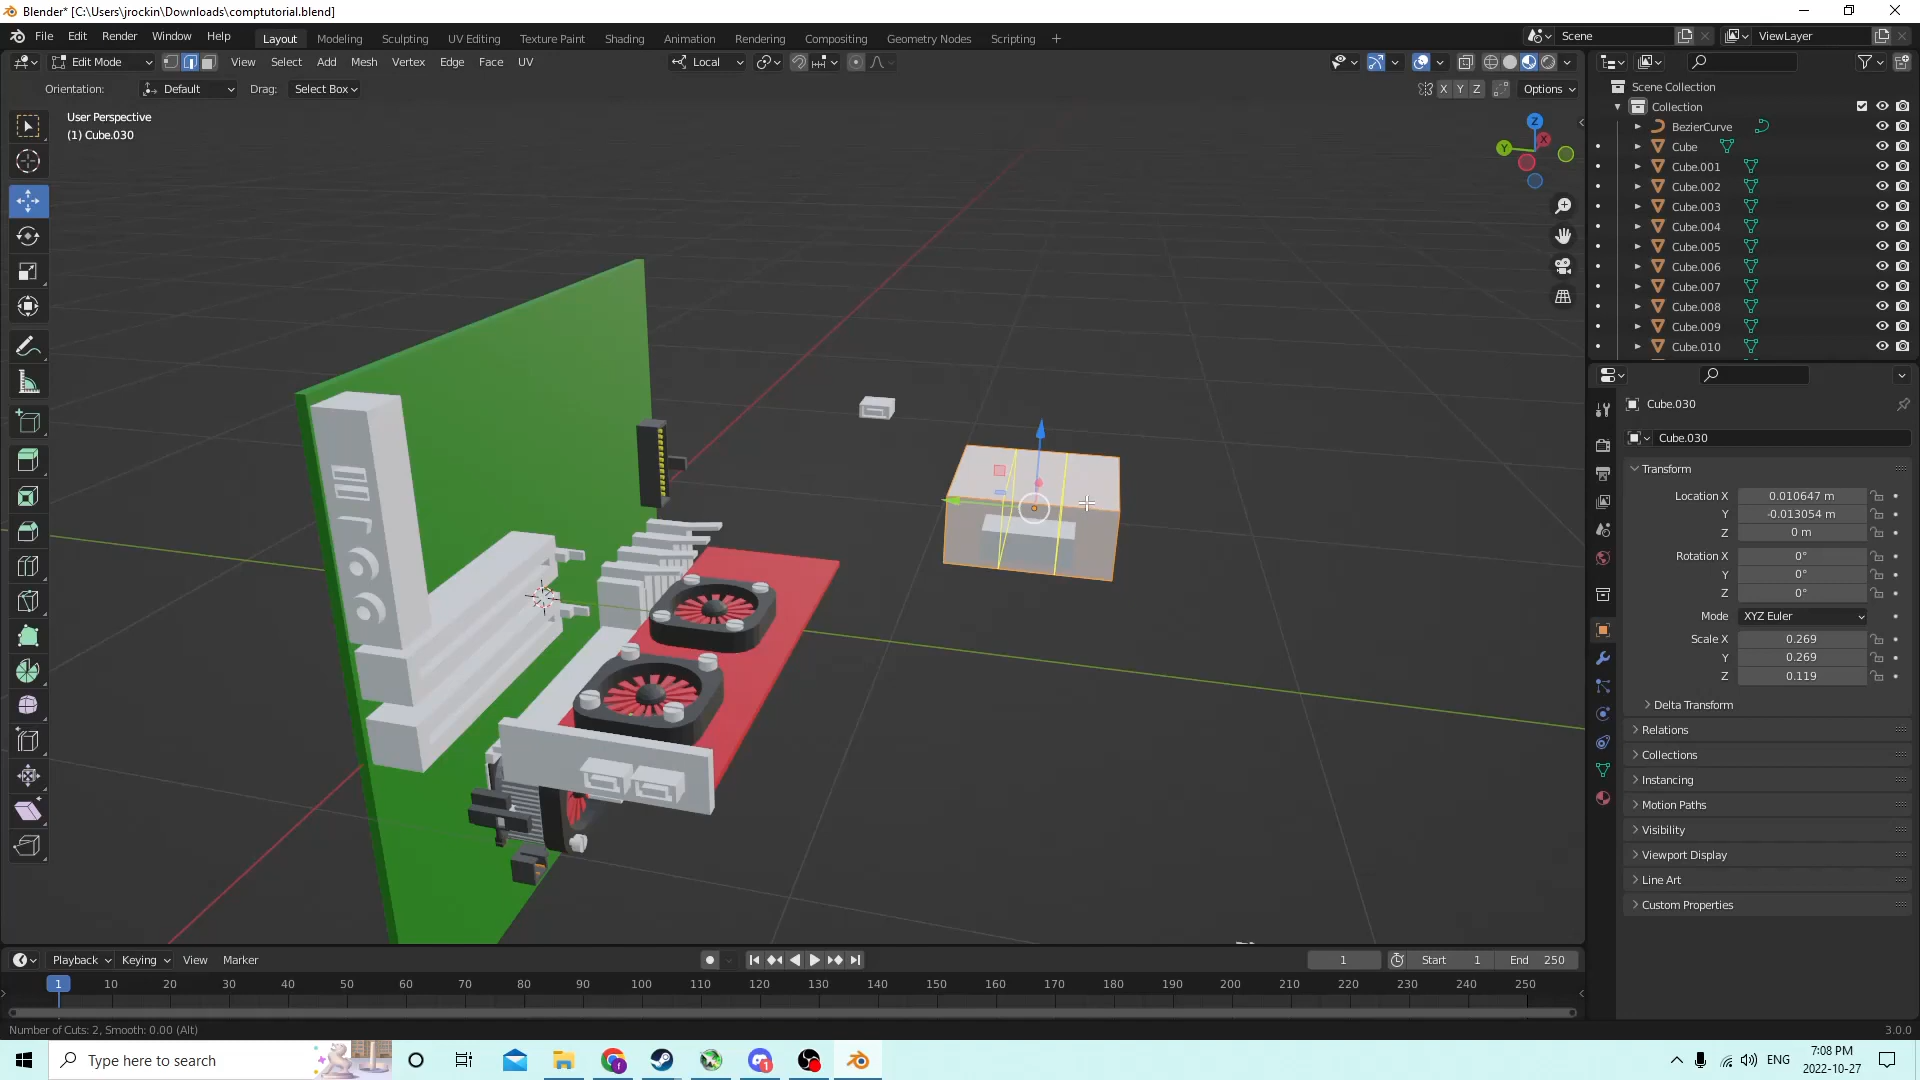 Blender* [C:\Users\jrockin\Downloads\comptutorial.blend]
File Edit Render Window Help Layout Modeling Sculpting UV Editing Texture Paint Shading Animation Rendering Compositing Geometry Nodes Scripting + Scene ViewLayer
Edit Mode View Select Add Mesh Vertex Edge Face UV Local
Orientation: Default Drag: Select Box X Y Z Options
User Perspective
(1) Cube.030
Z
X
Y
Scene Collection
Collection
BezierCurve
Cube
Cube.001
Cube.002
Cube.003
Cube.004
Cube.005
Cube.006
Cube.007
Cube.008
Cube.009
Cube.010
Cube.030
Cube.030
Transform
Location X 0.010647 m
Y -0.013054 m
Z 0 m
Rotation X 0°
Y 0°
Z 0°
Mode XYZ Euler
Scale X 0.269
Y 0.269
Z 0.119
Delta Transform
Relations
Collections
Instancing
Motion Paths
Visibility
Viewport Display
Line Art
Custom Properties
Playback Keying View Marker 1 Start 1 End 250
1 10 20 30 40 50 60 70 80 90 100 110 120 130 140 150 160 170 180 190 200 210 220 230 240 250
Number of Cuts: 2, Smooth: 0.00 (Alt) 3.0.0
Type here to search
ENG
7:08 PM
2022-10-27